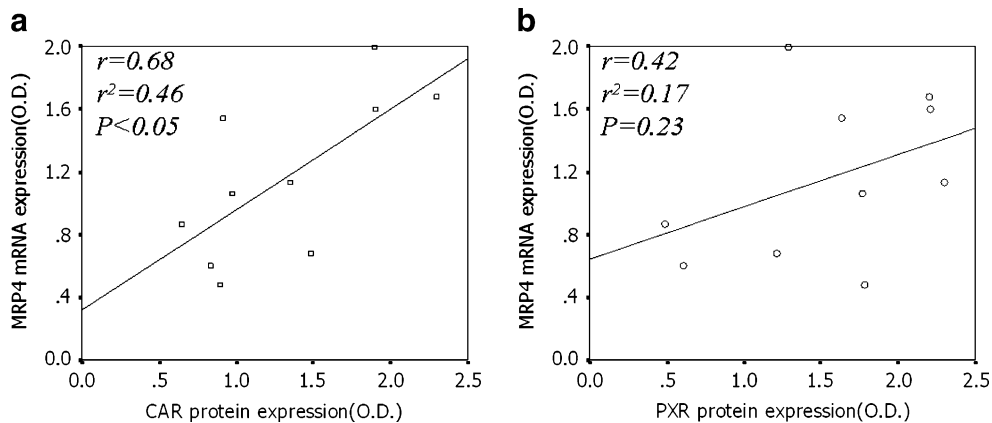 a
r=0.68
r²=0.46
P<0.05
MRP4 mRNA expression(O.D.)
2.0
1.6
1.2
.8
.4
0.0
0.0 .5 1.0 1.5 2.0 2.5
CAR protein expression(O.D.)
b
r=0.42
r²=0.17
P=0.23
MRP4 mRNA expression(O.D.)
2.0
1.6
1.2
.8
.4
0.0
0.0 .5 1.0 1.5 2.0 2.5
PXR protein expression(O.D.)